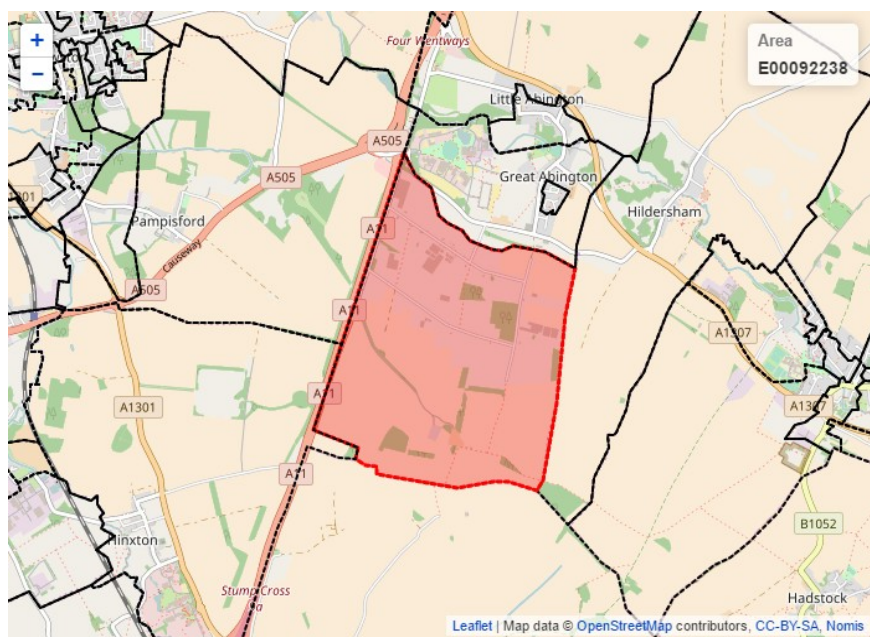 +
−
Area
E00092238
Four Wentways
Little Abington
A505
Great Abington
A505
Hildersham
Pampisford
A11
Causeway
A505
A11
A1307
A11
A1301
A1307
A11
B1052
Hinxton
Stump Cross
Hadstock
Leaflet | Map data © OpenStreetMap contributors, CC-BY-SA, Nomis